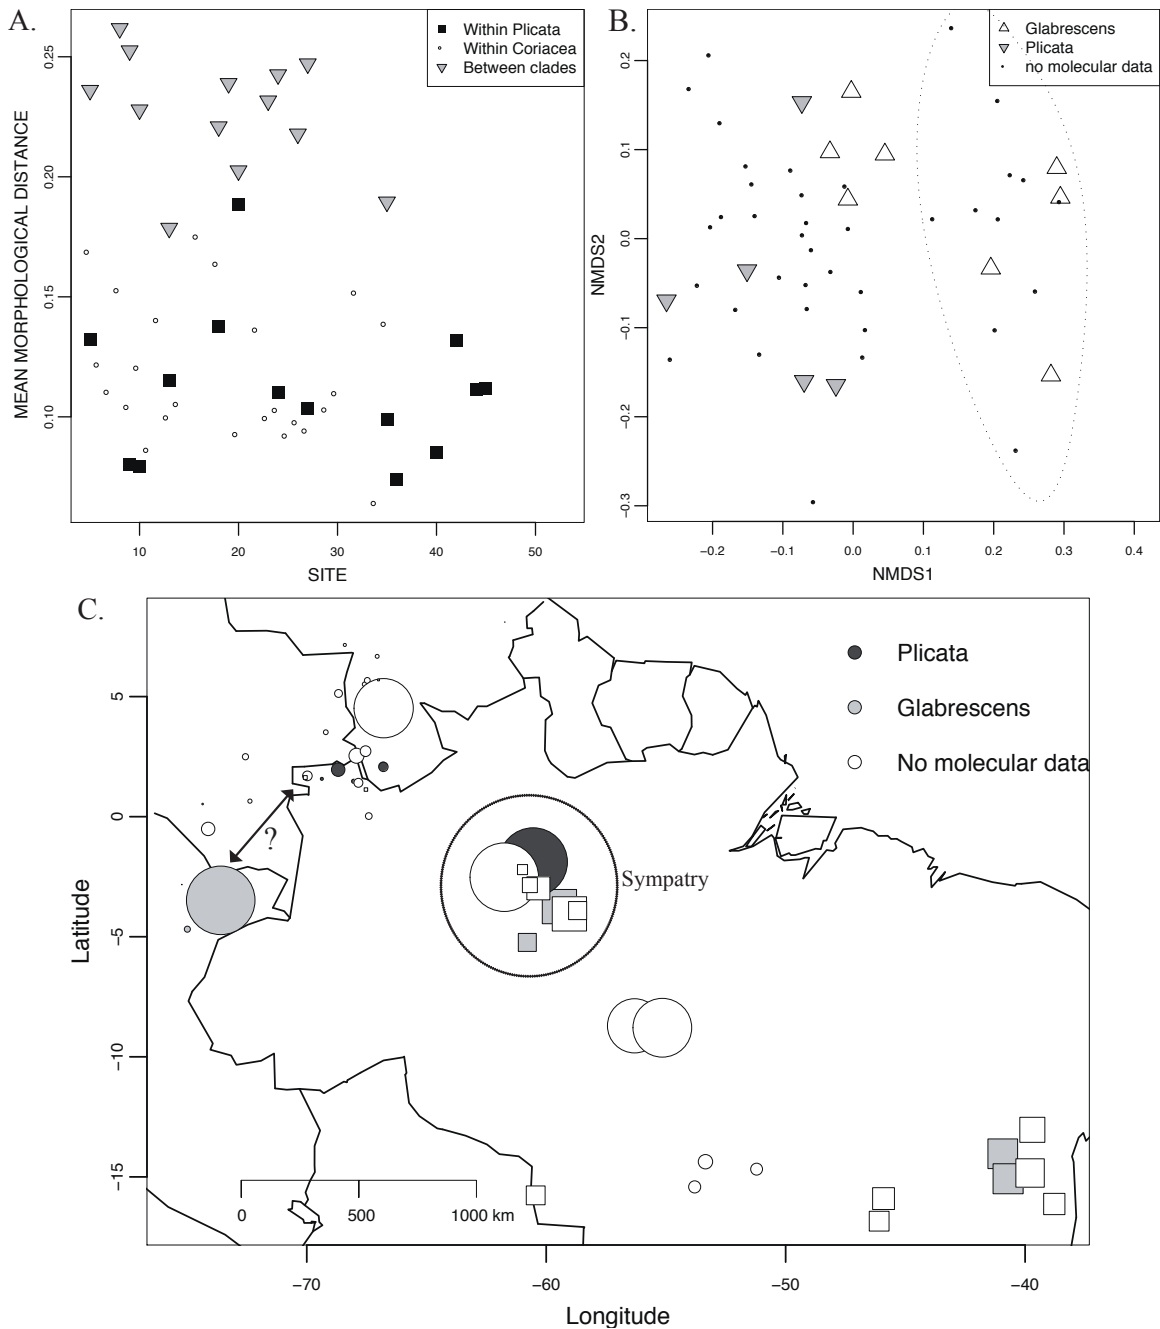 A.
Within Plicata
Within Coriacea
Between clades
MEAN MORPHOLOGICAL DISTANCE
0.25
0.20
0.15
0.10
10 20 30 40 50
SITE
B.
Glabrescens
Plicata
no molecular data
NMDS2
0.2
0.1
0.0
−0.1
−0.2
−0.3
−0.2 −0.1 0.0 0.1 0.2 0.3 0.4
NMDS1
C.
Plicata
Glabrescens
No molecular data
?
Sympatry
Latitude
5
0
−5
−10
−15
0 500 1000 km
−70 −60 −50 −40
Longitude